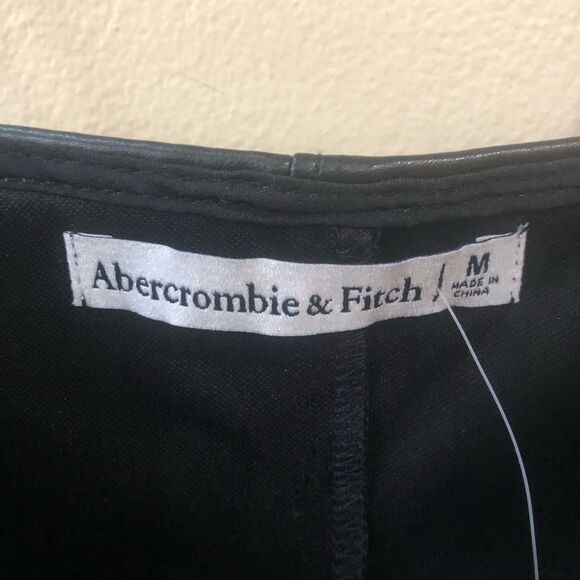 Abercrombie & Fitch / M
MADE IN
CHINA